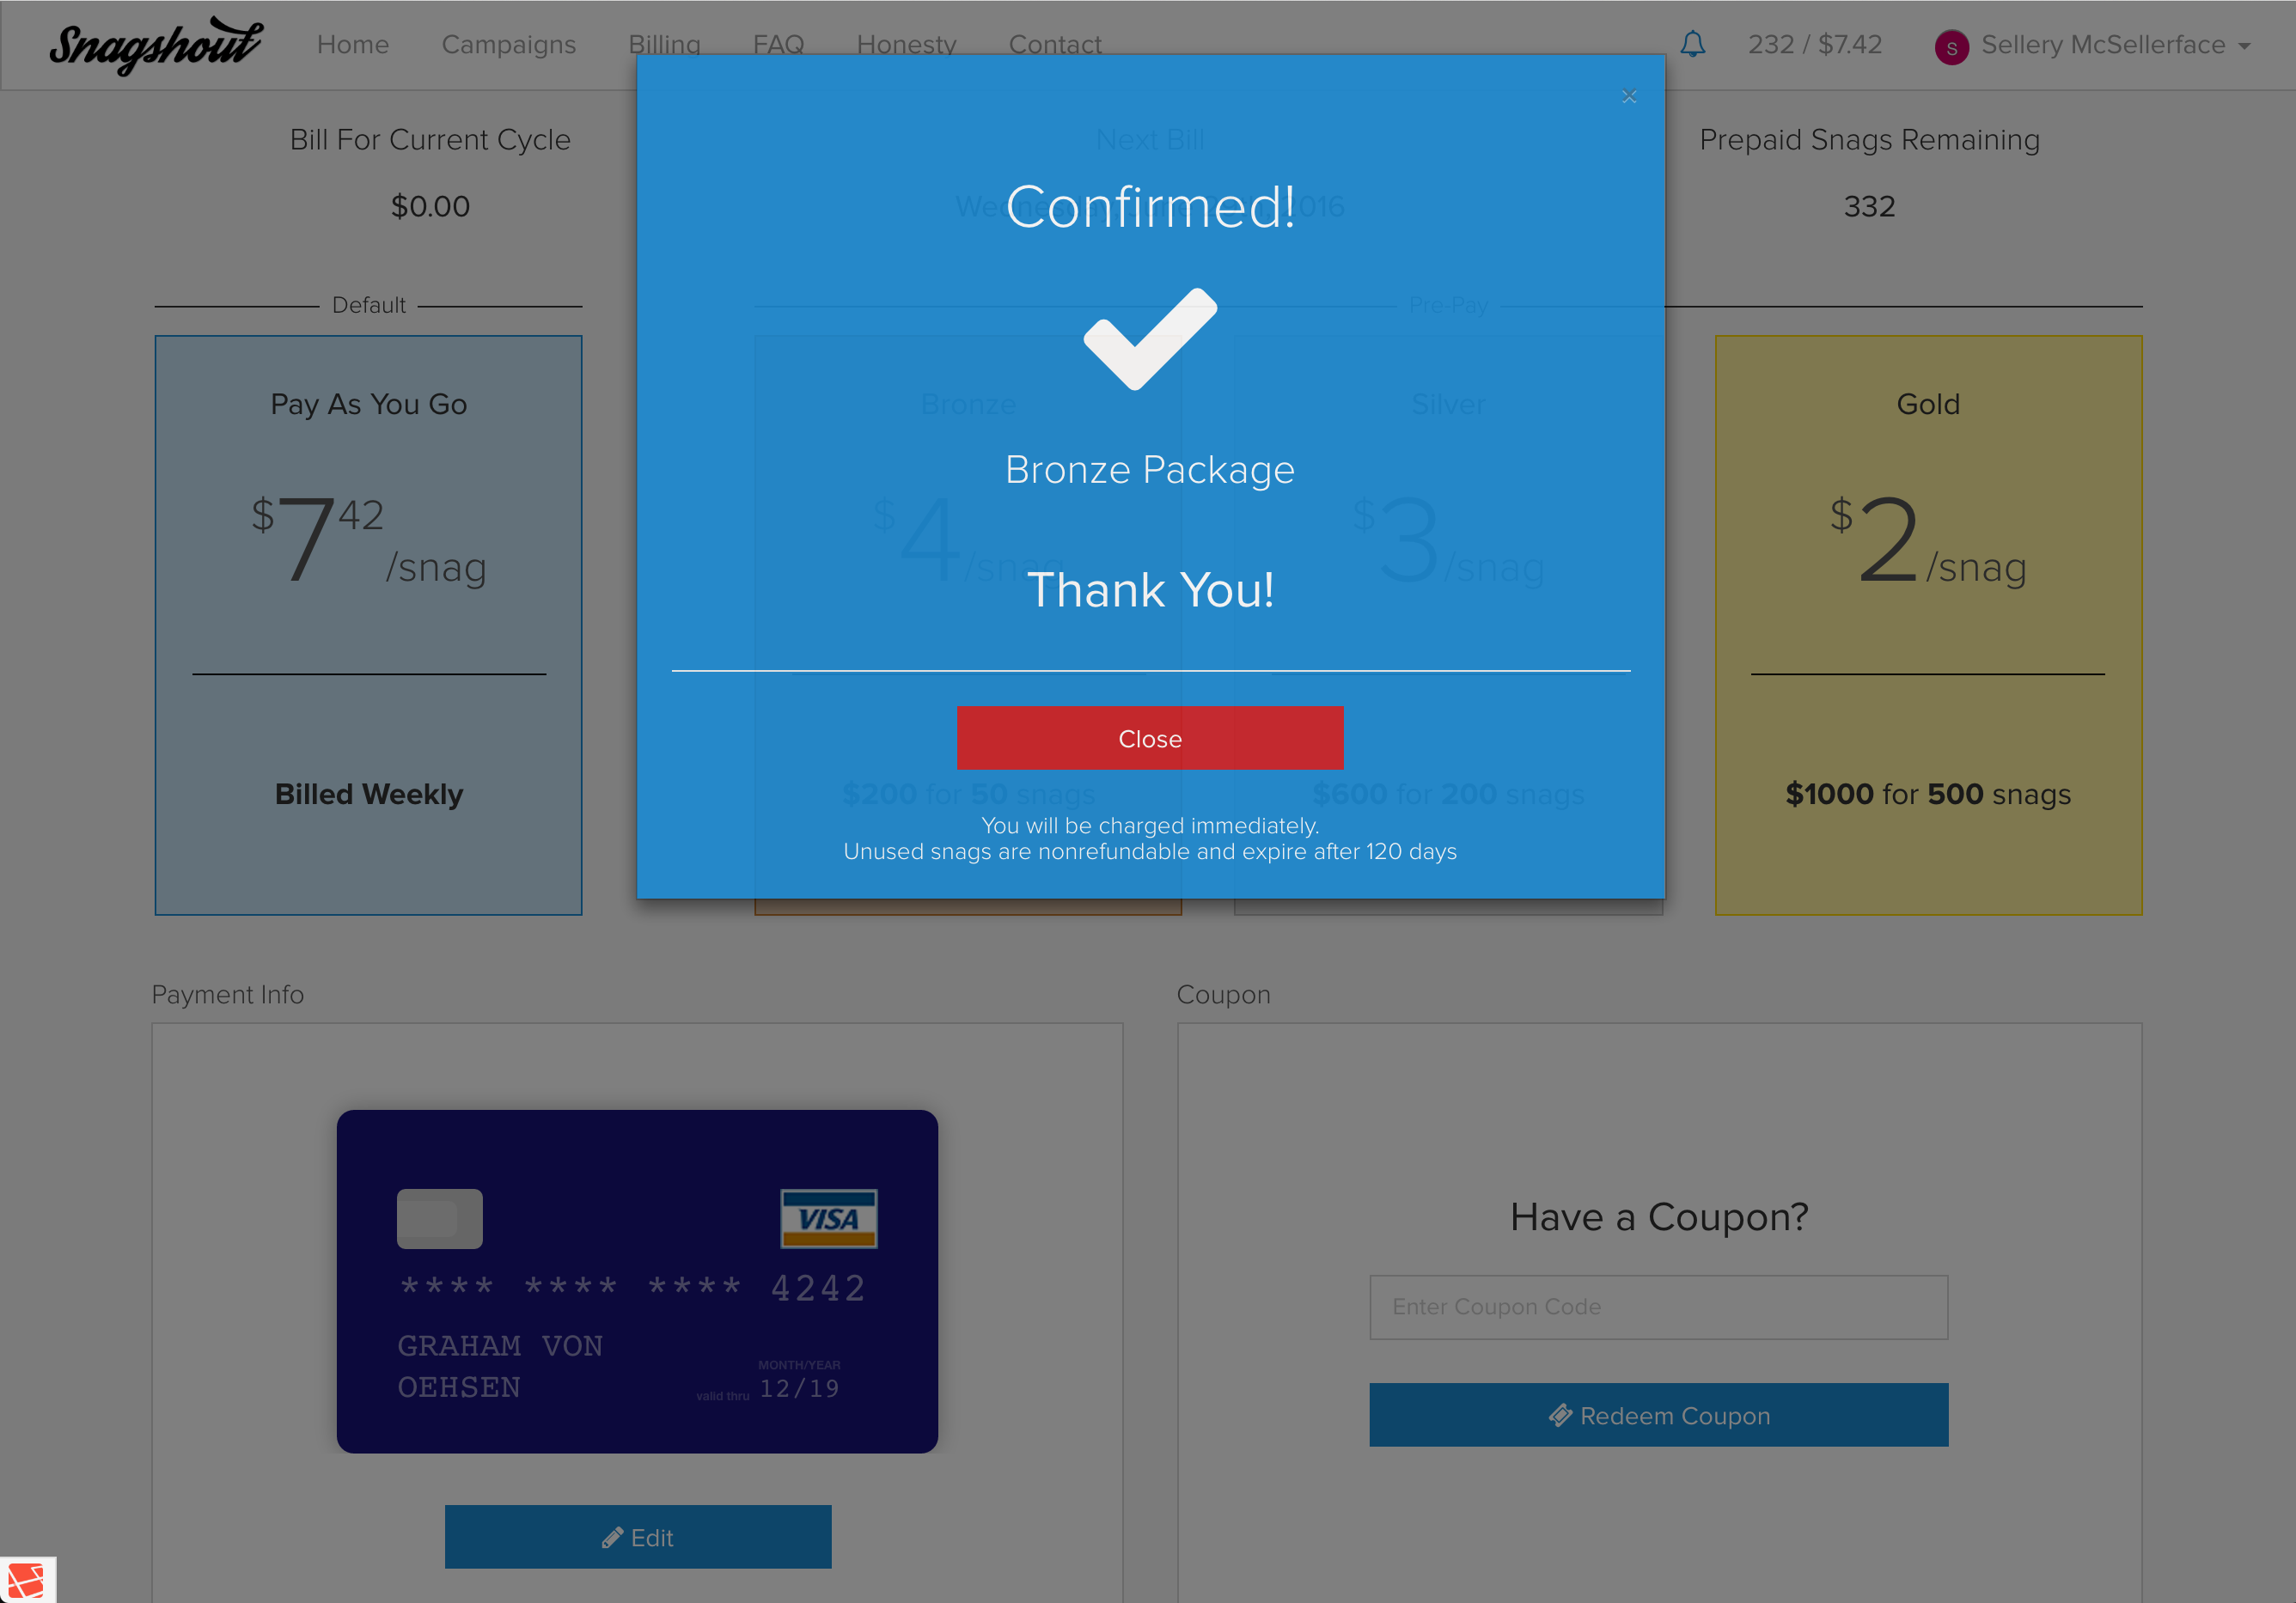 Snagshout Home Campaigns Billing FAQ Honesty Contact 232 / $7.42 S Sellery McSellerface
×
Bill For Current Cycle Next Bill Prepaid Snags Remaining
$0.00 332
Confirmed!
Default Pre-Pay
Pay As You Go Bronze Silver Gold
Bronze Package
$7 42 /snag $4 /snag $3 /snag $2 /snag
Thank You!
Close
Billed Weekly $200 for 50 snags $600 for 200 snags $1000 for 500 snags
You will be charged immediately.
Unused snags are nonrefundable and expire after 120 days
Payment Info Coupon
VISA
Have a Coupon?
**** **** **** 4242
Enter Coupon Code
GRAHAM VON
OEHSEN
MONTH/YEAR
valid thru 12/19
Redeem Coupon
Edit